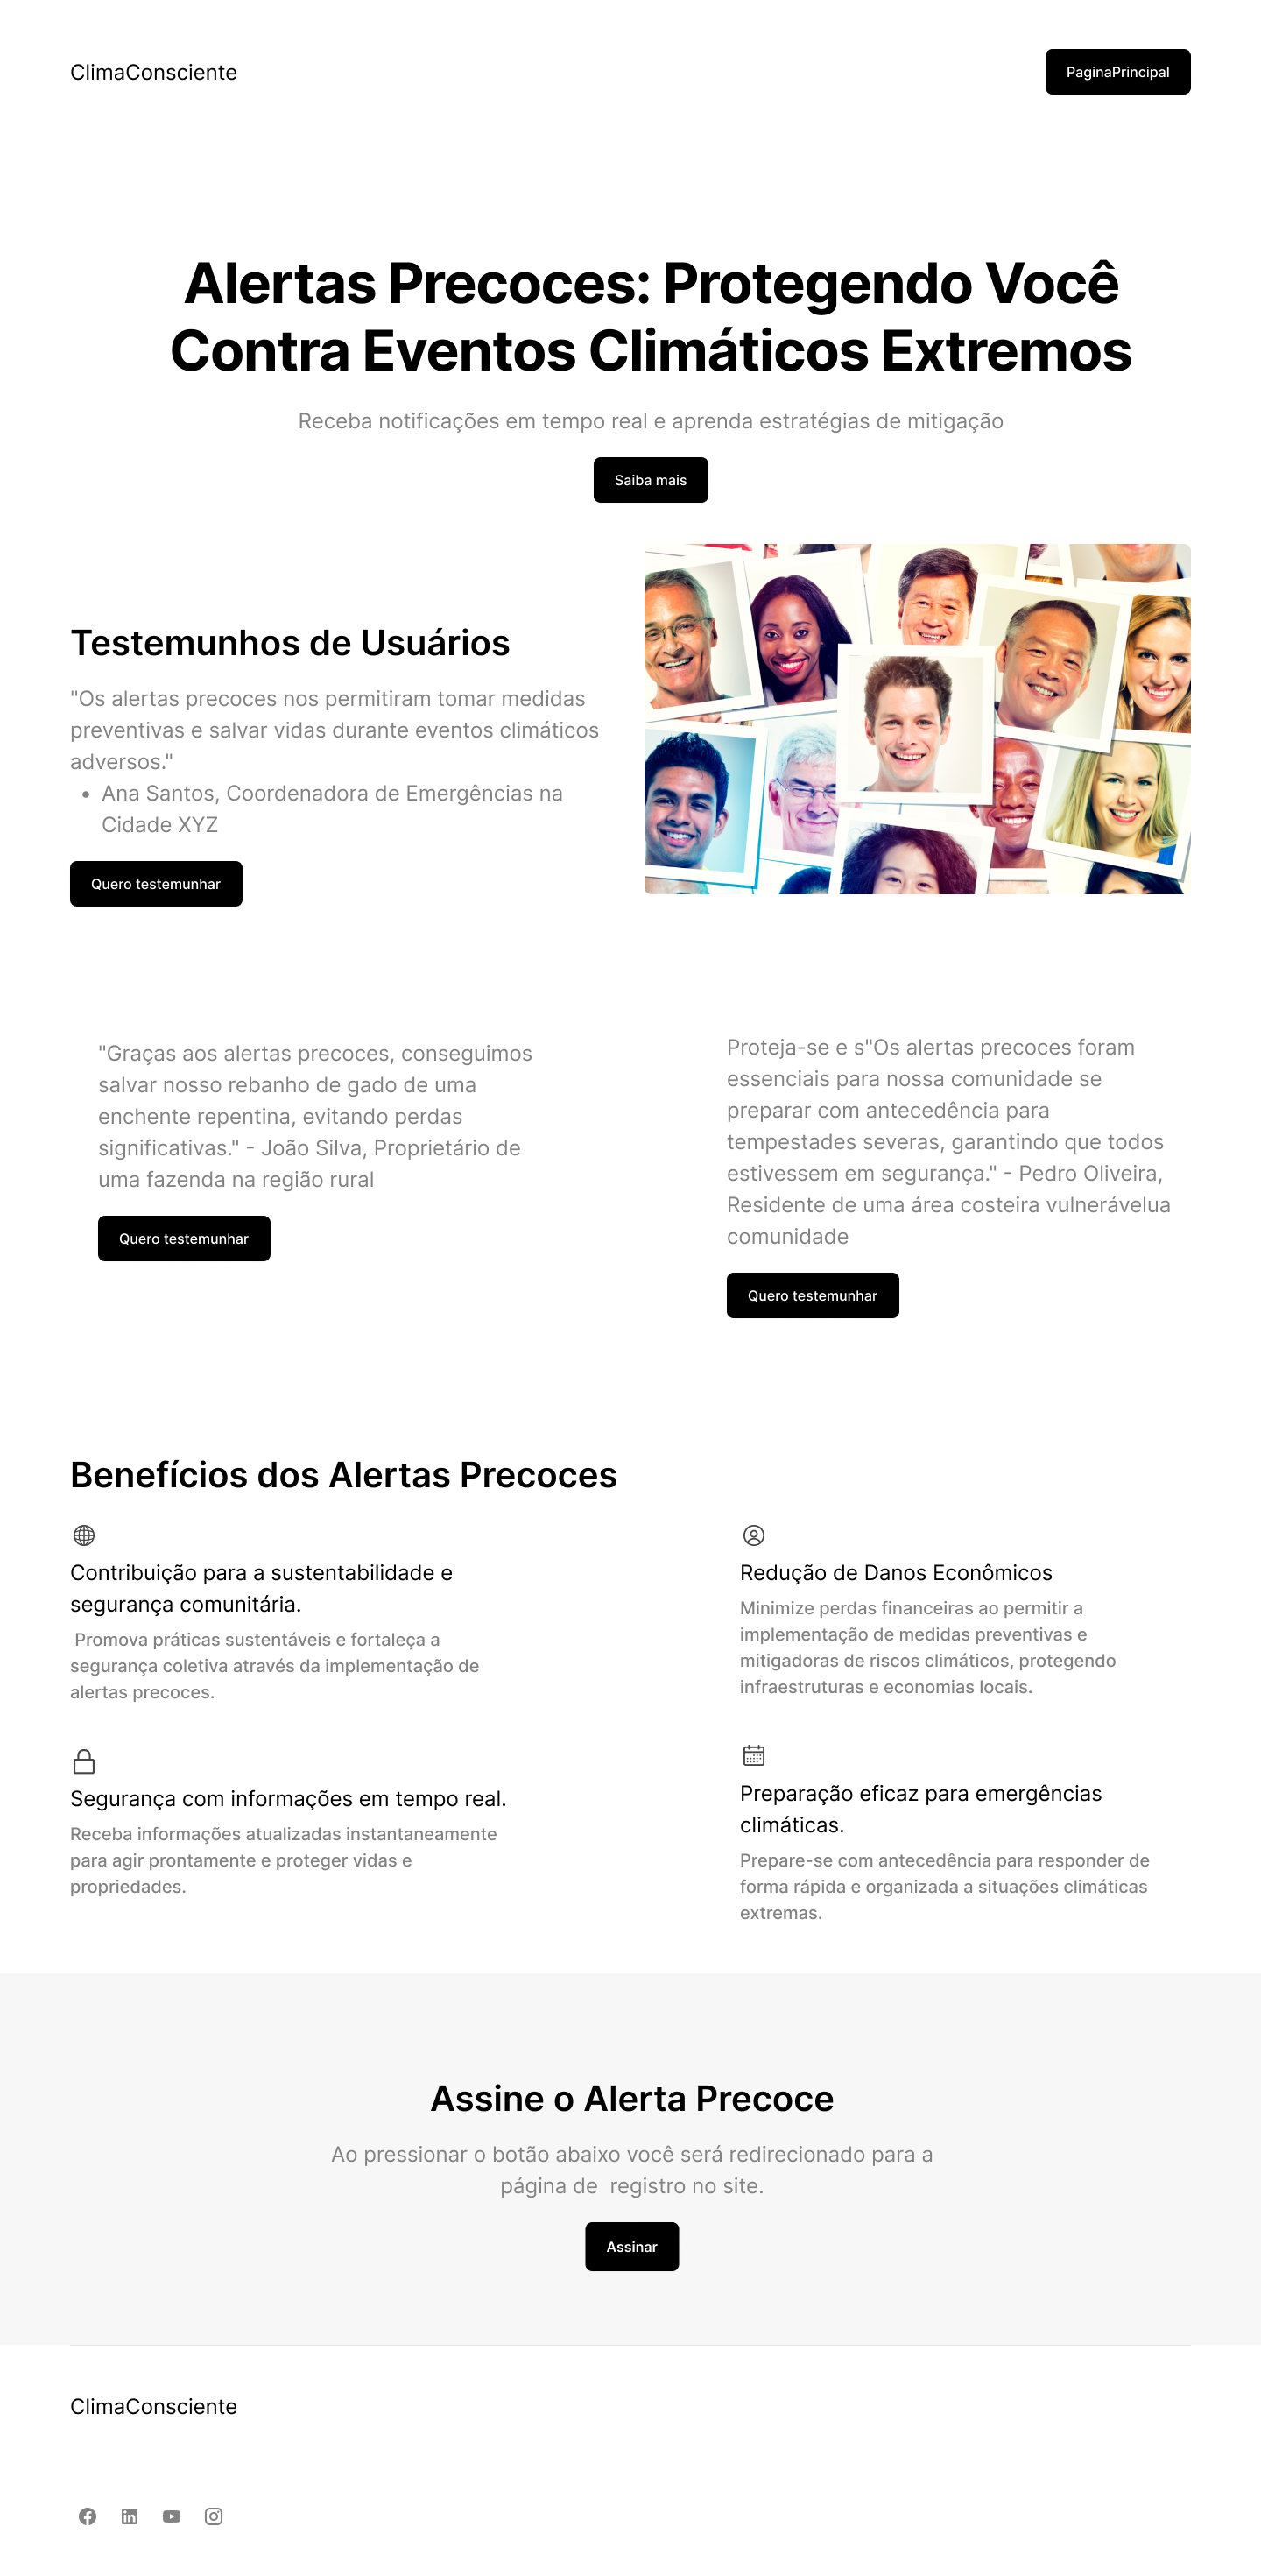 ClimaConsciente
PaginaPrincipal
Alertas Precoces: Protegendo Você
Contra Eventos Climáticos Extremos
Receba notificações em tempo real e aprenda estratégias de mitigação
Saiba mais
Testemunhos de Usuários
"Os alertas precoces nos permitiram tomar medidas
preventivas e salvar vidas durante eventos climáticos
adversos."
• Ana Santos, Coordenadora de Emergências na
Cidade XYZ
Quero testemunhar
"Graças aos alertas precoces, conseguimos
salvar nosso rebanho de gado de uma
enchente repentina, evitando perdas
significativas." - João Silva, Proprietário de
uma fazenda na região rural
Quero testemunhar
Proteja-se e s"Os alertas precoces foram
essenciais para nossa comunidade se
preparar com antecedência para
tempestades severas, garantindo que todos
estivessem em segurança." - Pedro Oliveira,
Residente de uma área costeira vulnerávelua
comunidade
Quero testemunhar
Benefícios dos Alertas Precoces
Contribuição para a sustentabilidade e
segurança comunitária.
Promova práticas sustentáveis e fortaleça a
segurança coletiva através da implementação de
alertas precoces.
Redução de Danos Econômicos
Minimize perdas financeiras ao permitir a
implementação de medidas preventivas e
mitigadoras de riscos climáticos, protegendo
infraestruturas e economias locais.
Segurança com informações em tempo real.
Receba informações atualizadas instantaneamente
para agir prontamente e proteger vidas e
propriedades.
Preparação eficaz para emergências
climáticas.
Prepare-se com antecedência para responder de
forma rápida e organizada a situações climáticas
extremas.
Assine o Alerta Precoce
Ao pressionar o botão abaixo você será redirecionado para a
página de  registro no site.
Assinar
ClimaConsciente